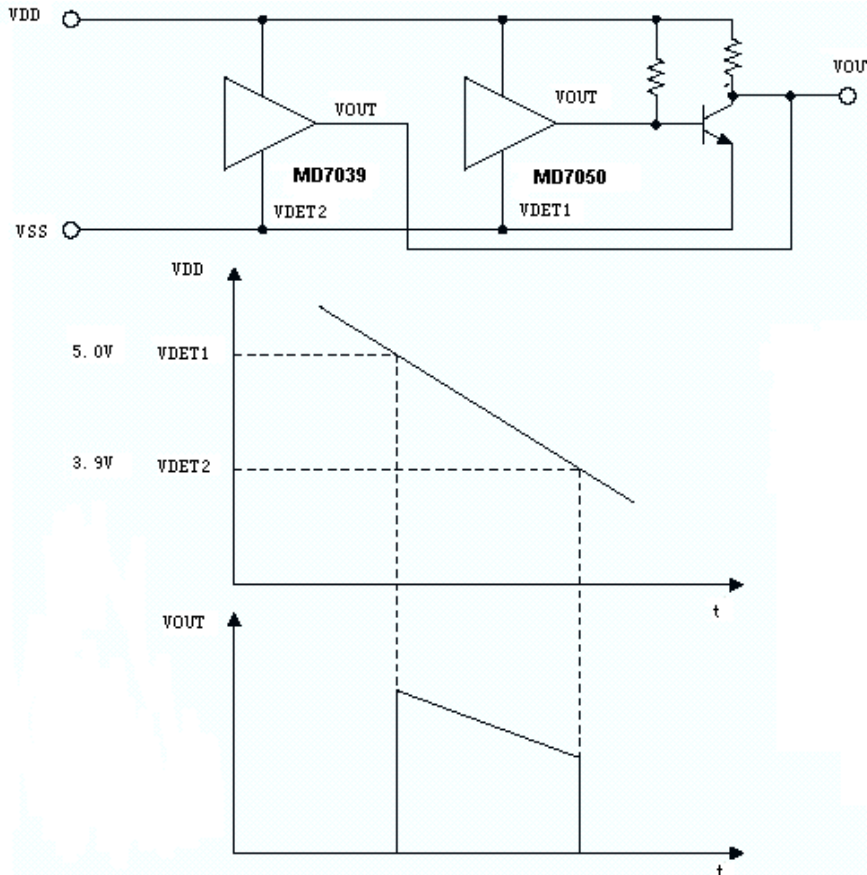 VDD
VOUT
VOUT
VOU
MD7039
MD7050
VDET2
VDET1
VSS
VDD
5.0V VDET1
3.9V VDET2
t
VOUT
t